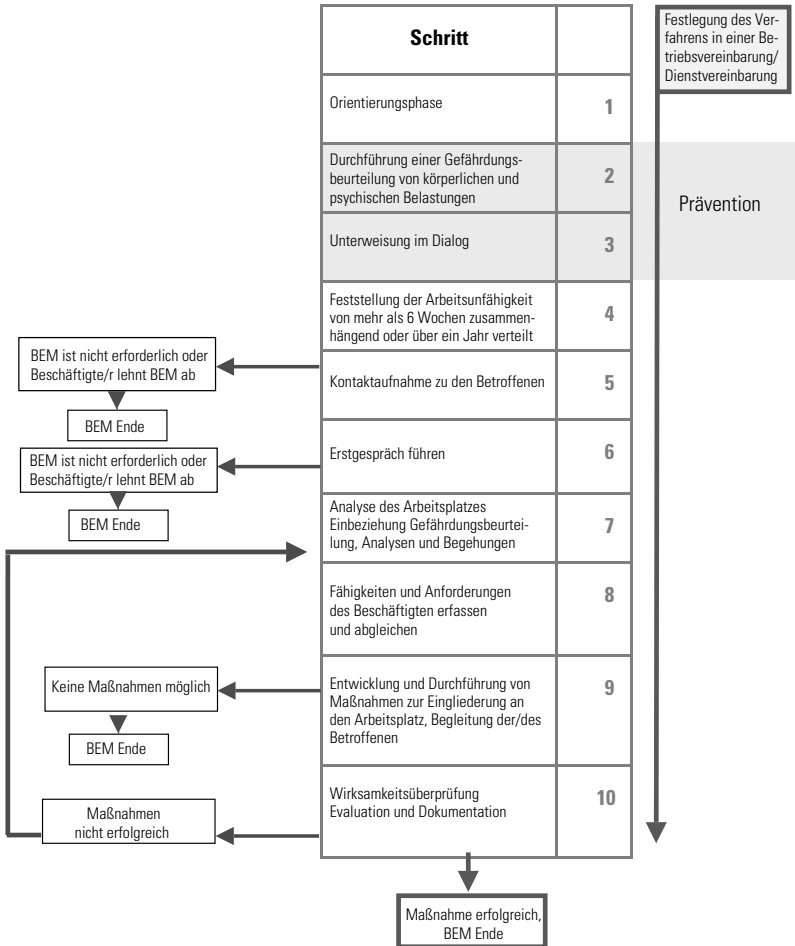 Schritt
Festlegung des Ver-
fahrens in einer Be-
triebsvereinbarung/
Dienstvereinbarung
Orientierungsphase
1
Durchführung einer Gefährdungs-
beurteilung von körperlichen und
psychischen Belastungen
2
Prävention
Unterweisung im Dialog
3
Feststellung der Arbeitsunfähigkeit
von mehr als 6 Wochen zusammen-
hängend oder über ein Jahr verteilt
4
BEM ist nicht erforderlich oder
Beschäftigte/r lehnt BEM ab
BEM Ende
Kontaktaufnahme zu den Betroffenen
5
BEM ist nicht erforderlich oder
Beschäftigte/r lehnt BEM ab
BEM Ende
Erstgespräch führen
6
Analyse des Arbeitsplatzes
Einbeziehung Gefährdungsbeurtei-
lung, Analysen und Begehungen
7
Fähigkeiten und Anforderungen
des Beschäftigten erfassen
und abgleichen
8
Keine Maßnahmen möglich
BEM Ende
Entwicklung und Durchführung von
Maßnahmen zur Eingliederung an
den Arbeitsplatz, Begleitung der/des
Betroffenen
9
Maßnahmen
nicht erfolgreich
Wirksamkeitsüberprüfung
Evaluation und Dokumentation
10
Maßnahme erfolgreich,
BEM Ende